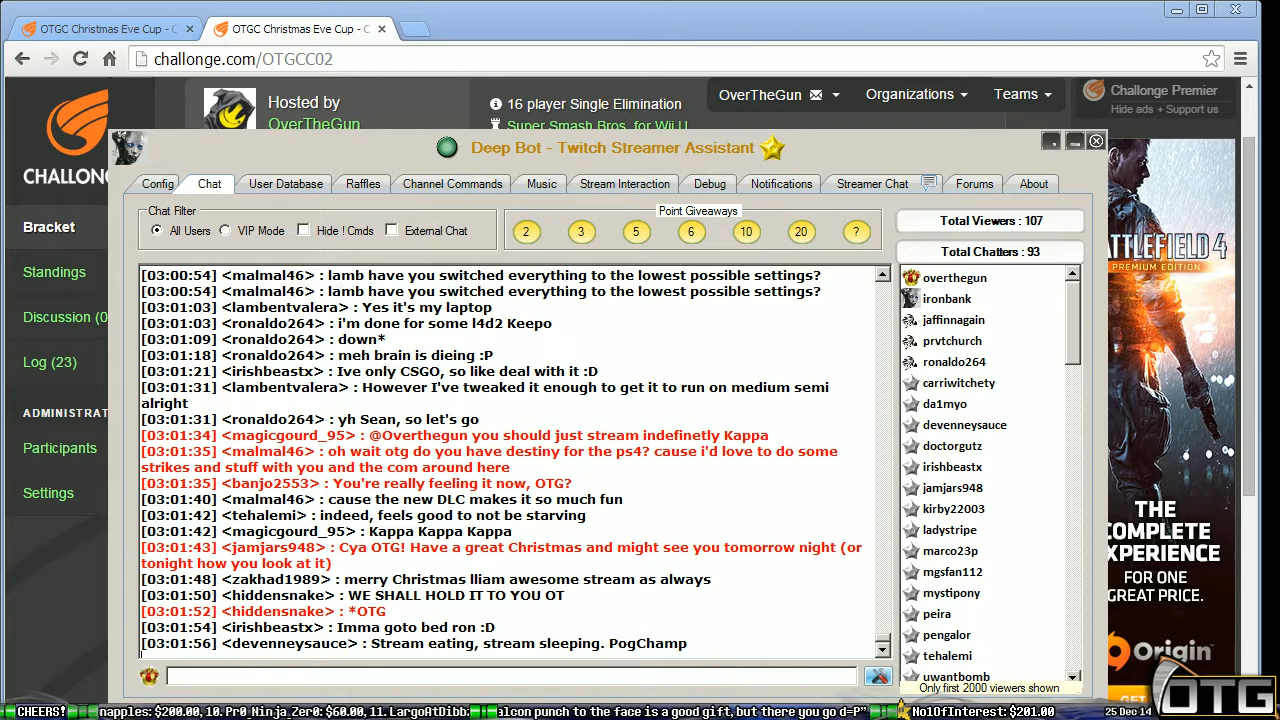 OTGC Christmas Eve Cup - C
OTGC Christmas Eve Cup - C
challonge.com/OTGCC02
Hosted by
OverTheGun
16 player Single Elimination
Super Smash Bros. for Wii U
OverTheGun
Organizations
Teams
Challonge Premier
Hide ads + Support us
CHALLON
Bracket
Standings
Discussion (0
Log (23)
ADMINISTRAT
Participants
Settings
Deep Bot - Twitch Streamer Assistant
Config
Chat
User Database
Raffles
Channel Commands
Music
Stream Interaction
Debug
Notifications
Streamer Chat
Forums
About
Chat Filter
All Users
VIP Mode
Hide ! Cmds
External Chat
Point Giveaways
2
3
5
6
10
20
?
Total Viewers : 107
Total Chatters : 93
[03:00:54] <malmal46> : lamb have you switched everything to the lowest possible settings?
[03:00:54] <malmal46> : lamb have you switched everything to the lowest possible settings?
[03:01:03] <lambentvalera> : Yes it's my laptop
[03:01:03] <ronaldo264> : i'm done for some l4d2 Keepo
[03:01:09] <ronaldo264> : down*
[03:01:18] <ronaldo264> : meh brain is dieing :P
[03:01:21] <irishbeastx> : Ive only CSGO, so like deal with it :D
[03:01:31] <lambentvalera> : However I've tweaked it enough to get it to run on medium semi
alright
[03:01:31] <ronaldo264> : yh Sean, so let's go
[03:01:34] <magicgourd_95> : @Overthegun you should just stream indefinetly Kappa
[03:01:35] <malmal46> : oh wait otg do you have destiny for the ps4? cause i'd love to do some
strikes and stuff with you and the com around here
[03:01:35] <banjo2553> : You're really feeling it now, OTG?
[03:01:40] <malmal46> : cause the new DLC makes it so much fun
[03:01:42] <tehalemi> : indeed, feels good to not be starving
[03:01:42] <magicgourd_95> : Kappa Kappa Kappa
[03:01:43] <jamjars948> : Cya OTG! Have a great Christmas and might see you tomorrow night (or
tonight how you look at it)
[03:01:48] <zakhad1989> : merry Christmas lliam awesome stream as always
[03:01:50] <hiddensnake> : WE SHALL HOLD IT TO YOU OT
[03:01:52] <hiddensnake> : *OTG
[03:01:54] <irishbeastx> : Imma goto bed ron :D
[03:01:56] <devenneysauce> : Stream eating, stream sleeping. PogChamp
overthegun
ironbank
jaffinnagain
prvtchurch
ronaldo264
carriwitchety
da1myo
devenneysauce
doctorgutz
irishbeastx
jamjars948
kirby22003
ladystripe
marco23p
mgsfan112
mystipony
peira
pengalor
tehalemi
uwantbomb
Only first 2000 viewers shown
BATTLEFIELD 4
PREMIUM EDITION
THE
COMPLETE
EXPERIENCE
FOR ONE
GREAT PRICE.
Origin
GET
OTG
CHEERS!
napples: $200.00, 10. Pr0_Ninja_Zer0: $60.00, 11. LargeHibb
alcon punch to the face is a good gift, but there you go d=P"
No1OfInterest: $201.00
25 Dec 14